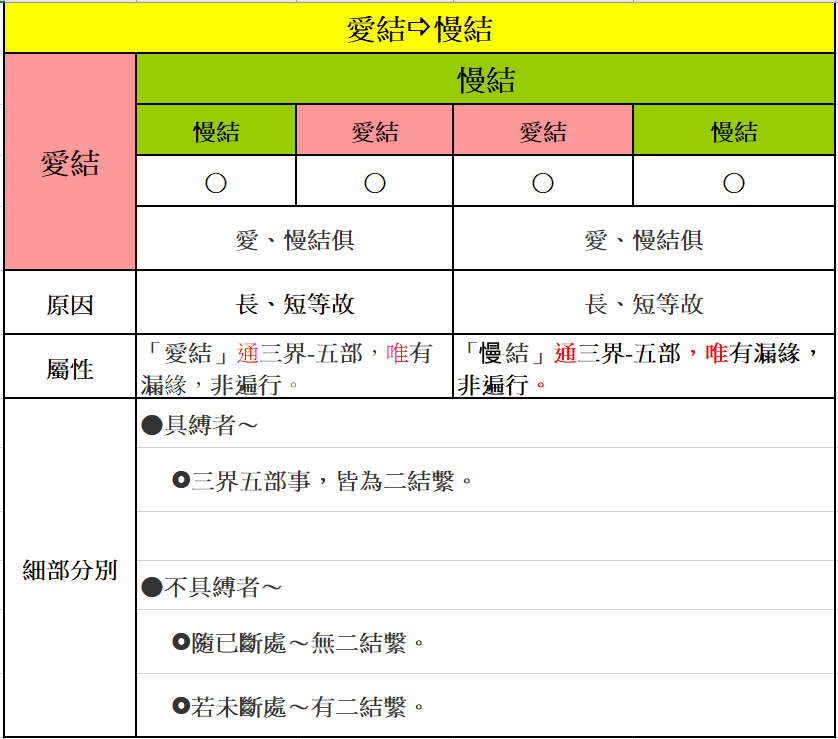 愛結⇨慢結
愛結
慢結
慢結
愛結
愛結
慢結
○
○
○
○
愛、慢結俱
愛、慢結俱
原因
長、短等故
長、短等故
屬性
「愛結」通三界-五部，唯有
漏緣，非遍行。
「慢結」通三界-五部，唯有漏緣，
非遍行。
細部分別
●具縛者～
⭘三界五部事，皆為二結繫。
●不具縛者～
⭘隨已斷處～無二結繫。
⭘若未斷處～有二結繫。